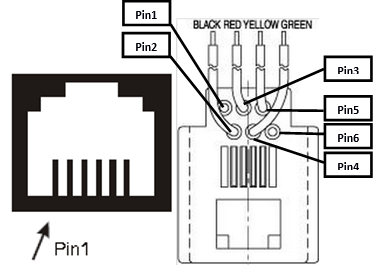 Pin1
BLACK RED YELLOW GREEN
Pin2
Pin3
Pin5
Pin6
Pin4
Pin1